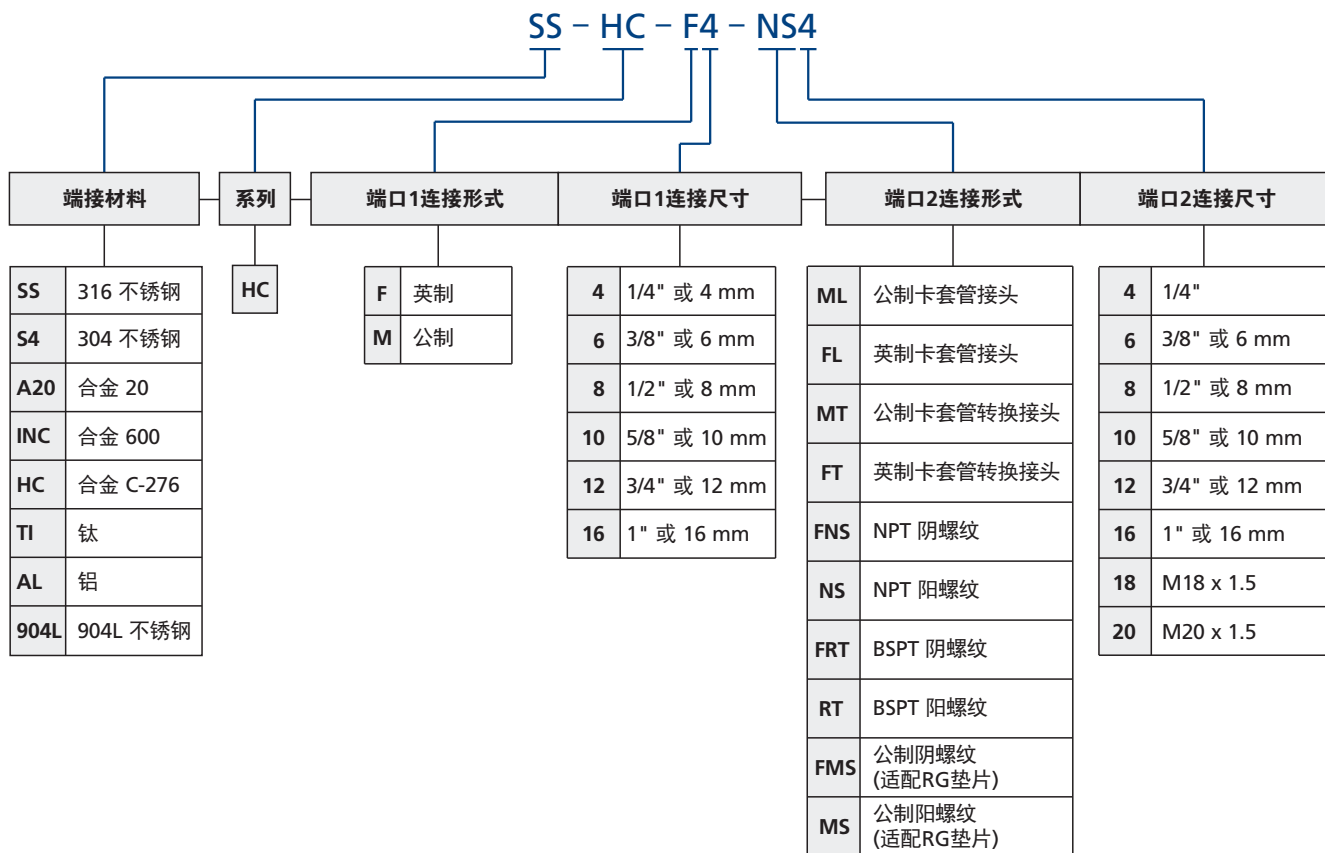 SS – HC – F4 – NS4
端接材料
系列
端口1连接形式
端口1连接尺寸
端口2连接形式
端口2连接尺寸
SS 316 不锈钢
S4 304 不锈钢
A20 合金 20
INC 合金 600
HC 合金 C-276
TI 钛
AL 铝
904L 904L 不锈钢
HC
F 英制
M 公制
4 1/4" 或 4 mm
6 3/8" 或 6 mm
8 1/2" 或 8 mm
10 5/8" 或 10 mm
12 3/4" 或 12 mm
16 1" 或 16 mm
ML 公制卡套管接头
FL 英制卡套管接头
MT 公制卡套管转换接头
FT 英制卡套管转换接头
FNS NPT 阴螺纹
NS NPT 阳螺纹
FRT BSPT 阴螺纹
RT BSPT 阳螺纹
FMS 公制阴螺纹
(适配RG垫片)
MS 公制阳螺纹
(适配RG垫片)
4 1/4"
6 3/8" 或 6 mm
8 1/2" 或 8 mm
10 5/8" 或 10 mm
12 3/4" 或 12 mm
16 1" 或 16 mm
18 M18 x 1.5
20 M20 x 1.5